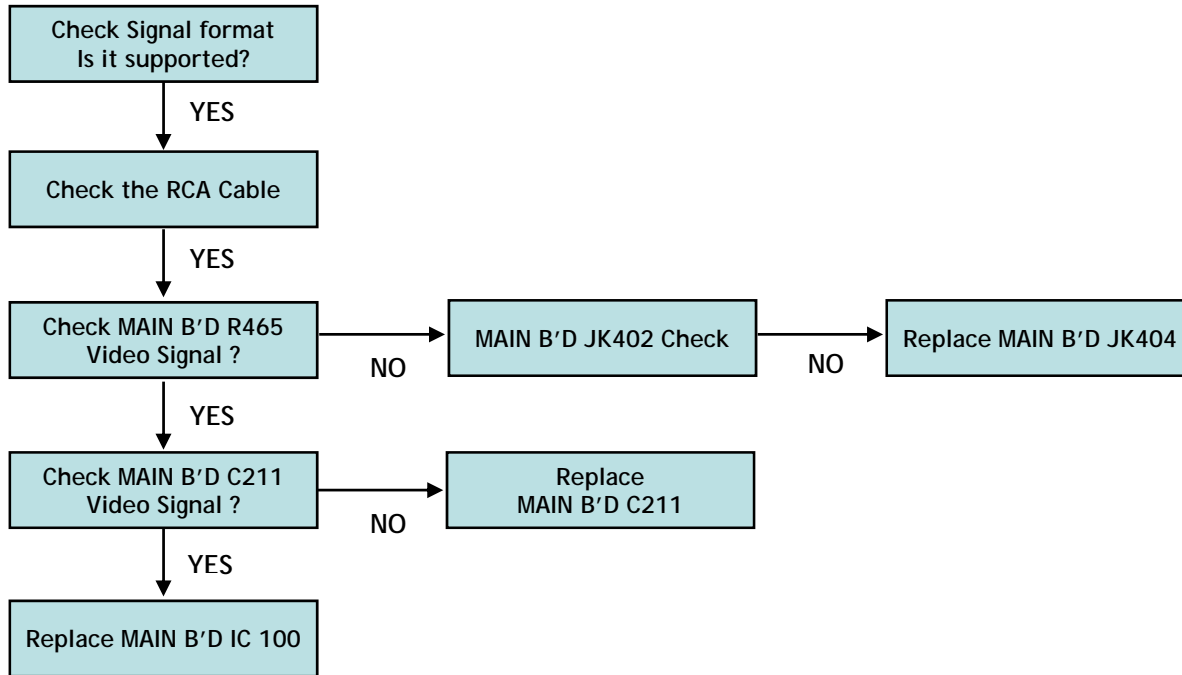 Check Signal format
Is it supported?
YES
Check the RCA Cable
YES
Check MAIN B’D R465
Video Signal ?
NO
MAIN B’D JK402 Check
NO
Replace MAIN B’D JK404
YES
Check MAIN B’D C211
Video Signal ?
NO
Replace
MAIN B’D C211
YES
Replace MAIN B’D IC 100